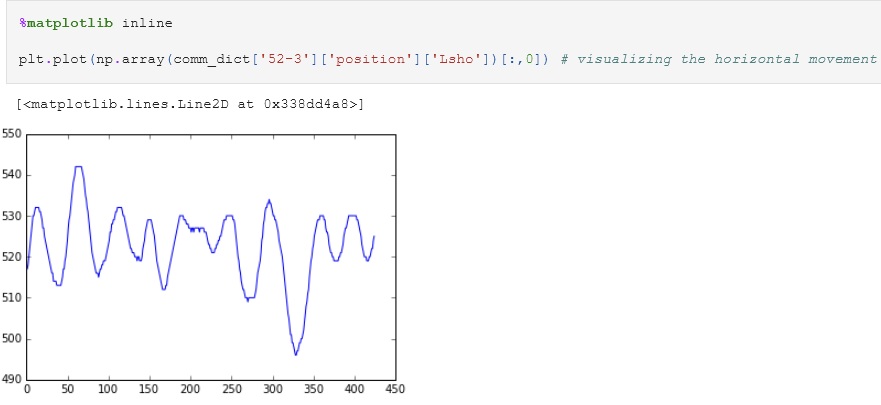 %matplotlib inline
plt.plot(np.array(comm_dict['52-3']['position']['Lsho'])[:,0]) # visualizing the horizontal movement
[<matplotlib.lines.Line2D at 0x338dd4a8>]
550
540
530
520
510
500
490
0 50 100 150 200 250 300 350 400 450